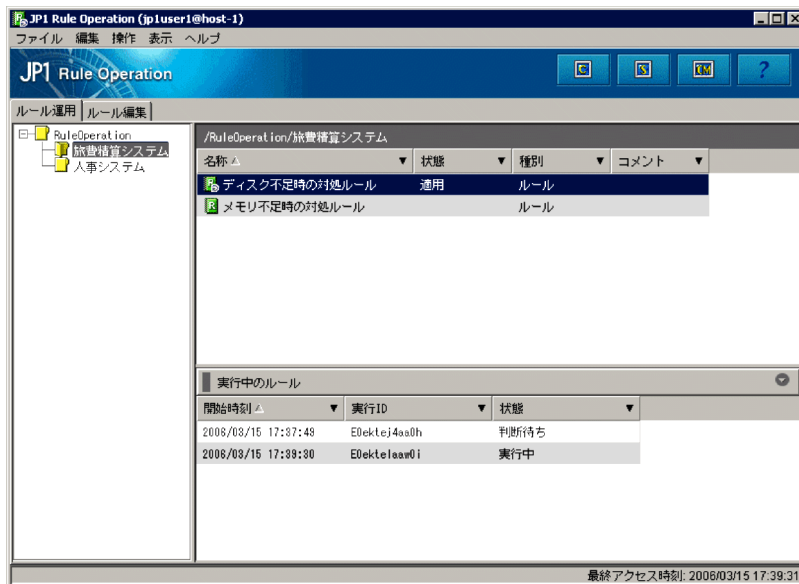 JP1 Rule Operation (jp1user1@host-1)
ファイル 編集 操作 表示 ヘルプ
JP1 Rule Operation
C S IM ?
ルール運用 ルール編集
RuleOperation
旅費精算システム
人事システム
/RuleOperation/旅費精算システム
名称 状態 種別 コメント
ディスク不足時の対処ルール 適用 ルール
R メモリ不足時の対処ルール ルール
実行中のルール
開始時刻 実行ID 状態
2006/03/15 17:37:49 E0ektej4aa0h 判断待ち
2006/03/15 17:39:30 E0ektelaaw0i 実行中
最終アクセス時刻: 2006/03/15 17:39:31